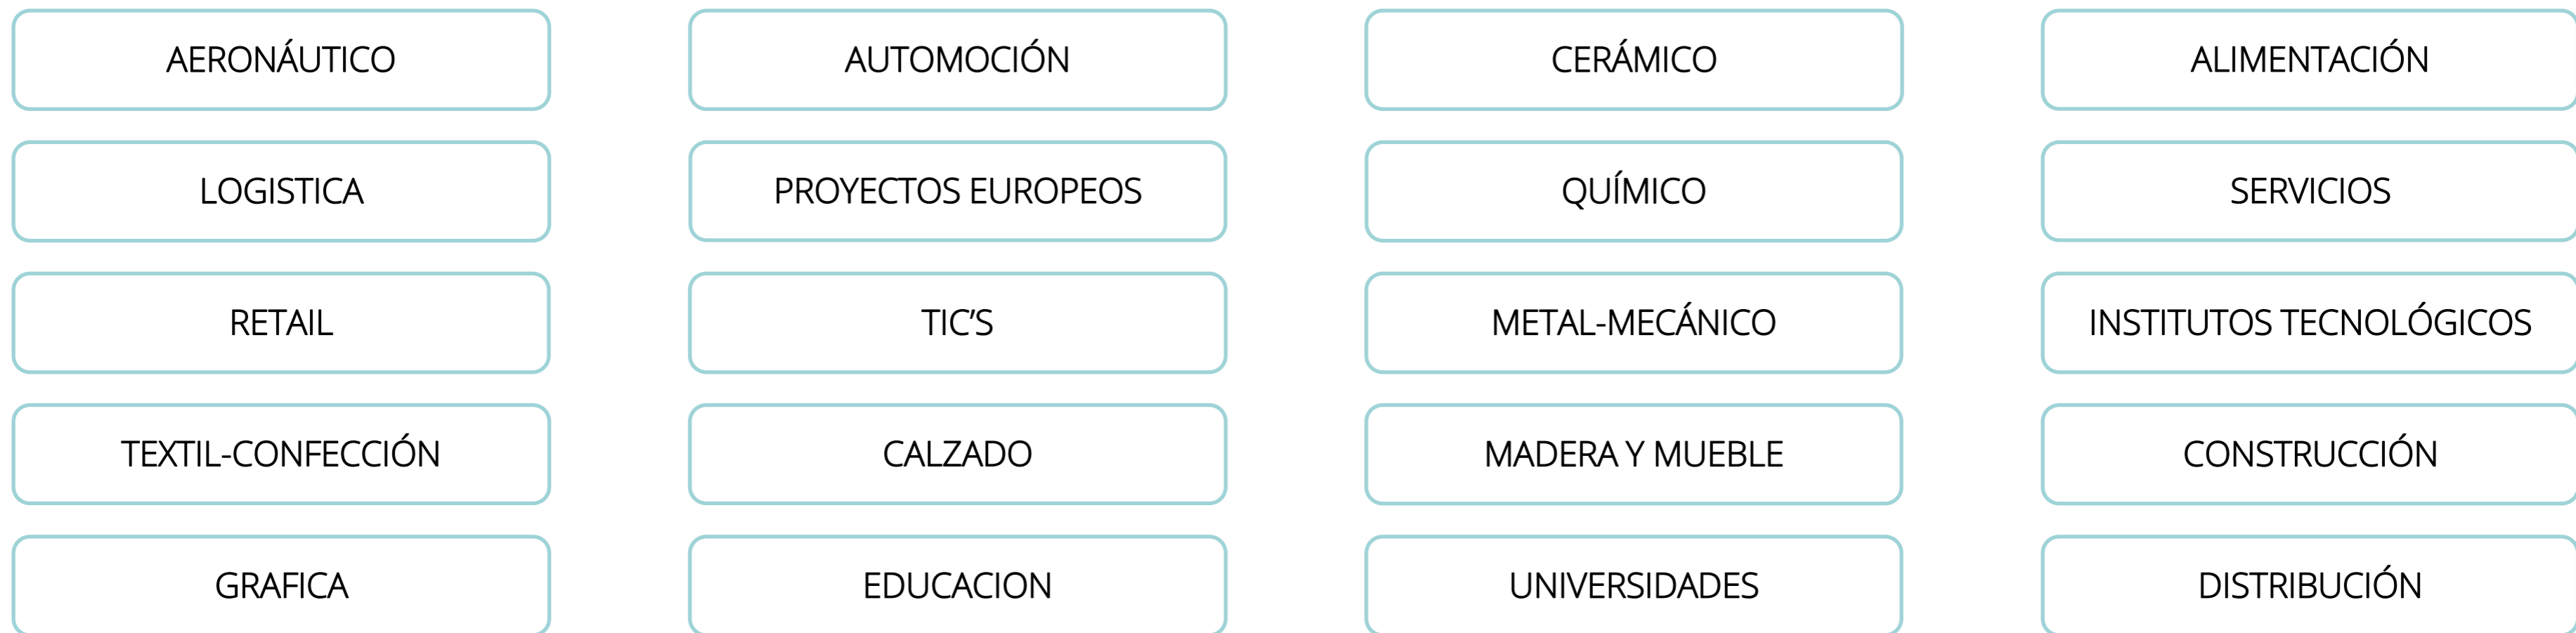 AERONÁUTICO
AUTOMOCIÓN
CERÁMICO
ALIMENTACIÓN
LOGISTICA
PROYECTOS EUROPEOS
QUÍMICO
SERVICIOS
RETAIL
TIC’S
METAL-MECÁNICO
INSTITUTOS TECNOLÓGICOS
TEXTIL-CONFECCIÓN
CALZADO
MADERA Y MUEBLE
CONSTRUCCIÓN
GRAFICA
EDUCACION
UNIVERSIDADES
DISTRIBUCIÓN